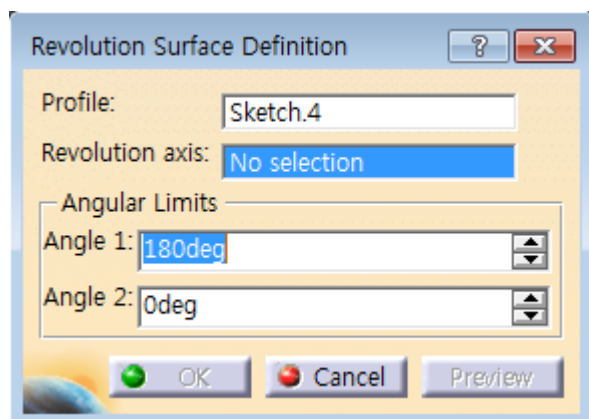 Revolution Surface Definition
Profile: Sketch.4
Revolution axis: No selection
Angular Limits
Angle 1: 180deg
Angle 2: 0deg
OK Cancel Preview